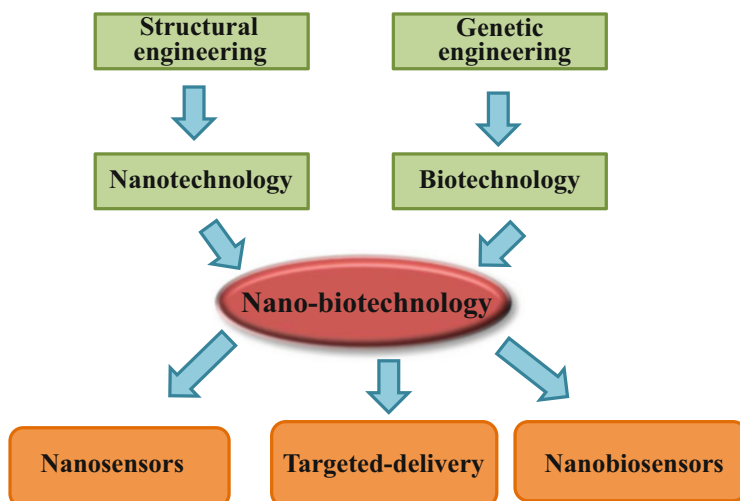 Structural
engineering
Genetic
engineering
Nanotechnology
Biotechnology
Nano-biotechnology
Nanosensors
Targeted-delivery
Nanobiosensors